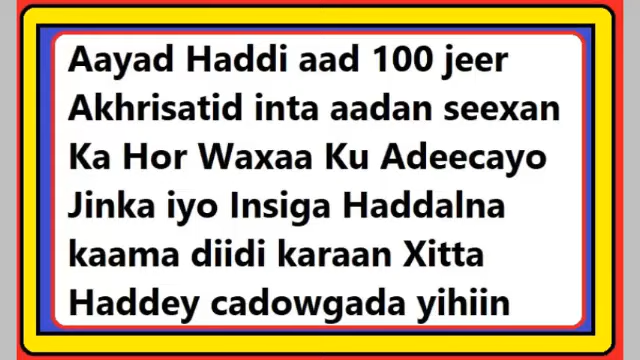 Aayad Haddi aad 100 jeer
Akhrisatid inta aadan seexan
Ka Hor Waxaa Ku Adeecayo
Jinka iyo Insiga Haddalna
kaama diidi karaan Xitta
Haddey cadowgada yihiin